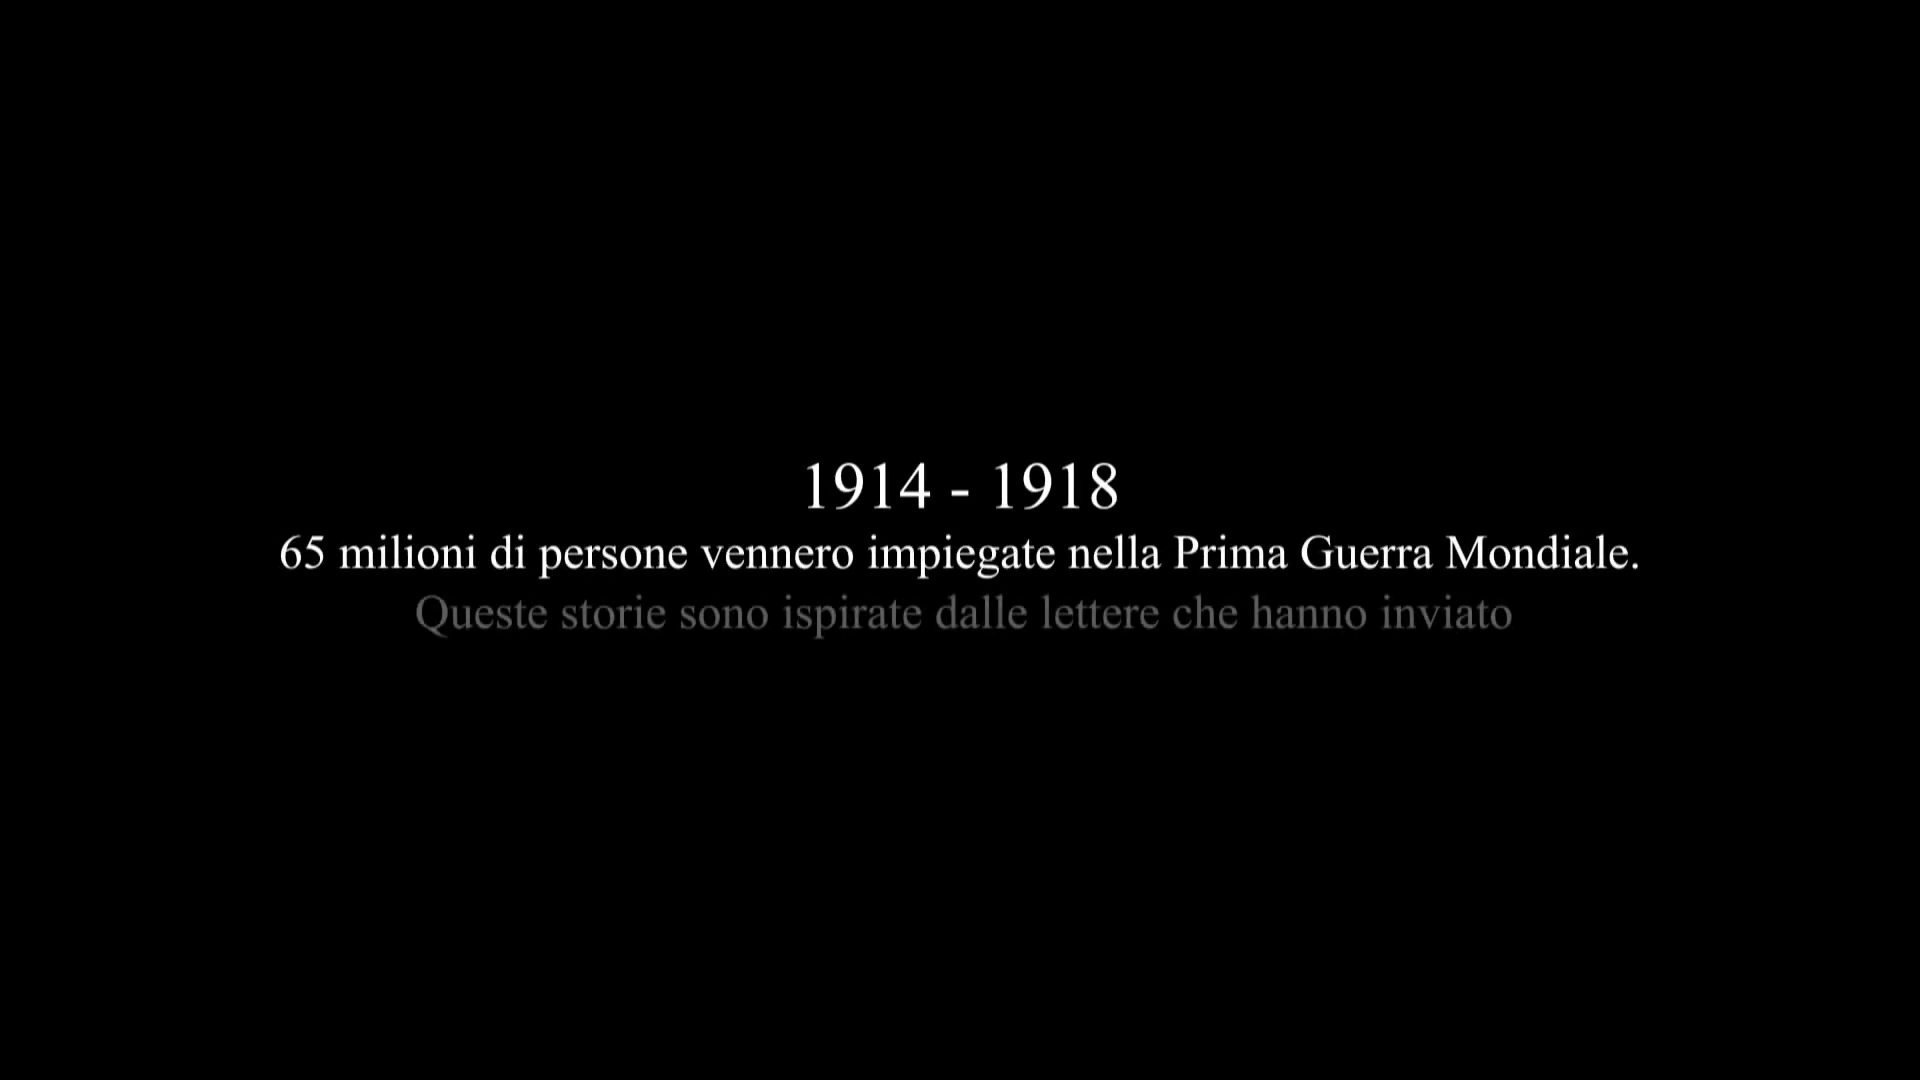 1914 - 1918
65 milioni di persone vennero impiegate nella Prima Guerra Mondiale.
Queste storie sono ispirate dalle lettere che hanno inviato